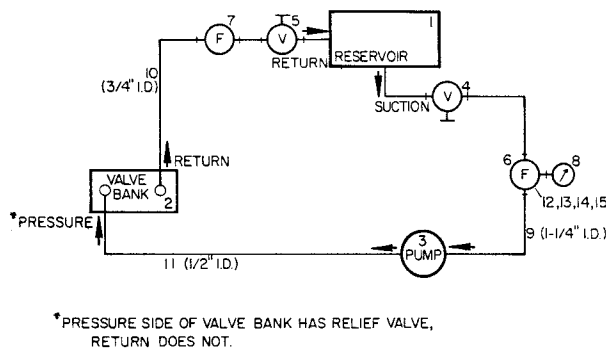 7
5
1
F
V
RESERVOIR
RETURN
10
(3/4" I.D.)
4
V
SUCTION
6
F
8
12,13,14,15
RETURN
VALVE
BANK
2
*PRESSURE
9 (1-1/4" I.D.)
3
PUMP
11 (1/2" I.D.)
*PRESSURE SIDE OF VALVE BANK HAS RELIEF VALVE,
RETURN DOES NOT.